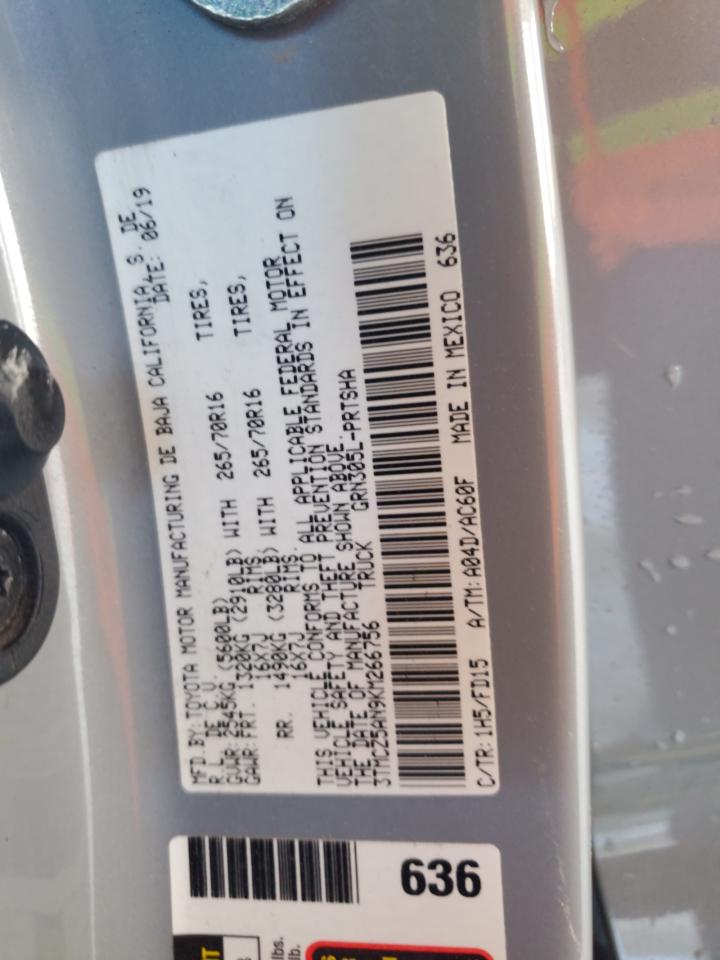 MFD.BY:TOYOTA MOTOR MANUFACTURING DE BAJA CALIFORNIA S. DE
R.L. DE C.V. DATE: 06/19
GVWR:2545KG (5600LB)
GAWR:FRT. 1320KG (2910LB) WITH 265/70R16 TIRES,
16X7J RIMS.
RR. 1490KG (3280LB) WITH 265/70R16 TIRES,
16X7J RIMS.
THIS VEHICLE CONFORMS TO ALL APPLICABLE FEDERAL MOTOR
VEHICLE SAFETY AND THEFT PREVENTION STANDARDS IN EFFECT ON
THE DATE OF MANUFACTURE SHOWN ABOVE.
3TMCZ5AN9KM266756 TRUCK GRN305L-PRTSHA
C/TR:1H5/FD15 A/TM:A04D/AC60F MADE IN MEXICO 636
636
lbs.
lb.